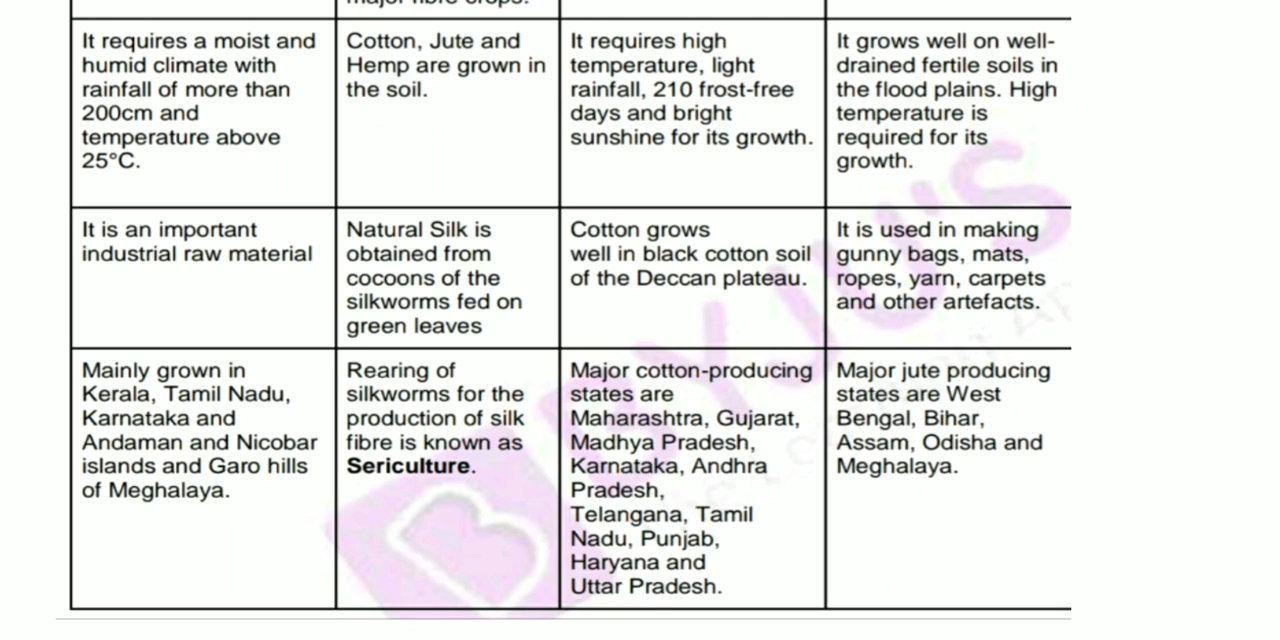 major fibre crops.
It requires a moist and
humid climate with
rainfall of more than
200cm and
temperature above
25°C.
Cotton, Jute and
Hemp are grown in
the soil.
It requires high
temperature, light
rainfall, 210 frost-free
days and bright
sunshine for its growth.
It grows well on well-
drained fertile soils in
the flood plains. High
temperature is
required for its
growth.
It is an important
industrial raw material
Natural Silk is
obtained from
cocoons of the
silkworms fed on
green leaves
Cotton grows
well in black cotton soil
of the Deccan plateau.
It is used in making
gunny bags, mats,
ropes, yarn, carpets
and other artefacts.
Mainly grown in
Kerala, Tamil Nadu,
Karnataka and
Andaman and Nicobar
islands and Garo hills
of Meghalaya.
Rearing of
silkworms for the
production of silk
fibre is known as
Sericulture.
Major cotton-producing
states are
Maharashtra, Gujarat,
Madhya Pradesh,
Karnataka, Andhra
Pradesh,
Telangana, Tamil
Nadu, Punjab,
Haryana and
Uttar Pradesh.
Major jute producing
states are West
Bengal, Bihar,
Assam, Odisha and
Meghalaya.
BYJU'S